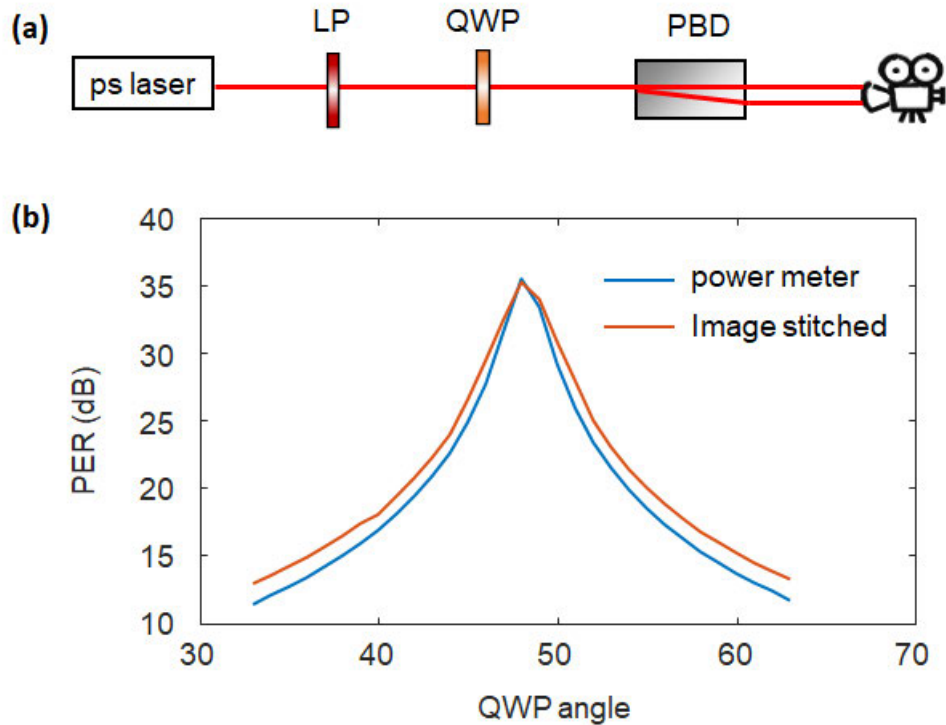 (a)
LP
QWP
PBD
ps laser
(b)
40
35
30
25
20
15
10
PER (dB)
power meter
Image stitched
30
40
50
60
70
QWP angle